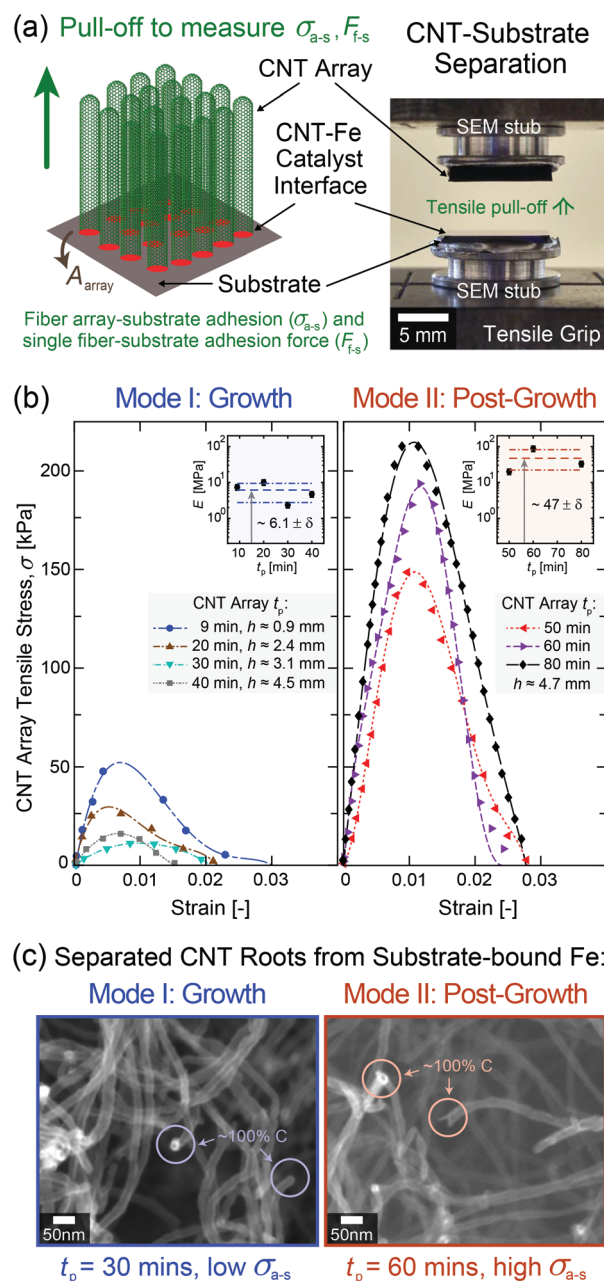 (a) Pull-off to measure σa-s, Ff-s
CNT-Substrate
Separation
CNT Array
CNT-Fe
Catalyst
Interface
Aarray
Substrate
Fiber array-substrate adhesion (σa-s) and
single fiber-substrate adhesion force (Ff-s)
SEM stub
Tensile pull-off
SEM stub
5 mm
Tensile Grip
(b) Mode I: Growth
Mode II: Post-Growth
CNT Array Tensile Stress, σ [kPa]
200
150
100
50
0
E [MPa]
10²
10¹
10⁰
~ 6.1 ± δ
10 20 30 40
tp [min]
CNT Array tp:
9 min, h ≈ 0.9 mm
20 min, h ≈ 2.4 mm
30 min, h ≈ 3.1 mm
40 min, h ≈ 4.5 mm
0 0.01 0.02 0.03
Strain [-]
E [MPa]
10²
10¹
10⁰
~ 47 ± δ
50 60 70 80
tp [min]
CNT Array tp:
50 min
60 min
80 min
h ≈ 4.7 mm
0 0.01 0.02 0.03
Strain [-]
(c) Separated CNT Roots from Substrate-bound Fe:
Mode I: Growth
Mode II: Post-Growth
~100% C
50nm
~100% C
50nm
tp = 30 mins, low σa-s
tp = 60 mins, high σa-s